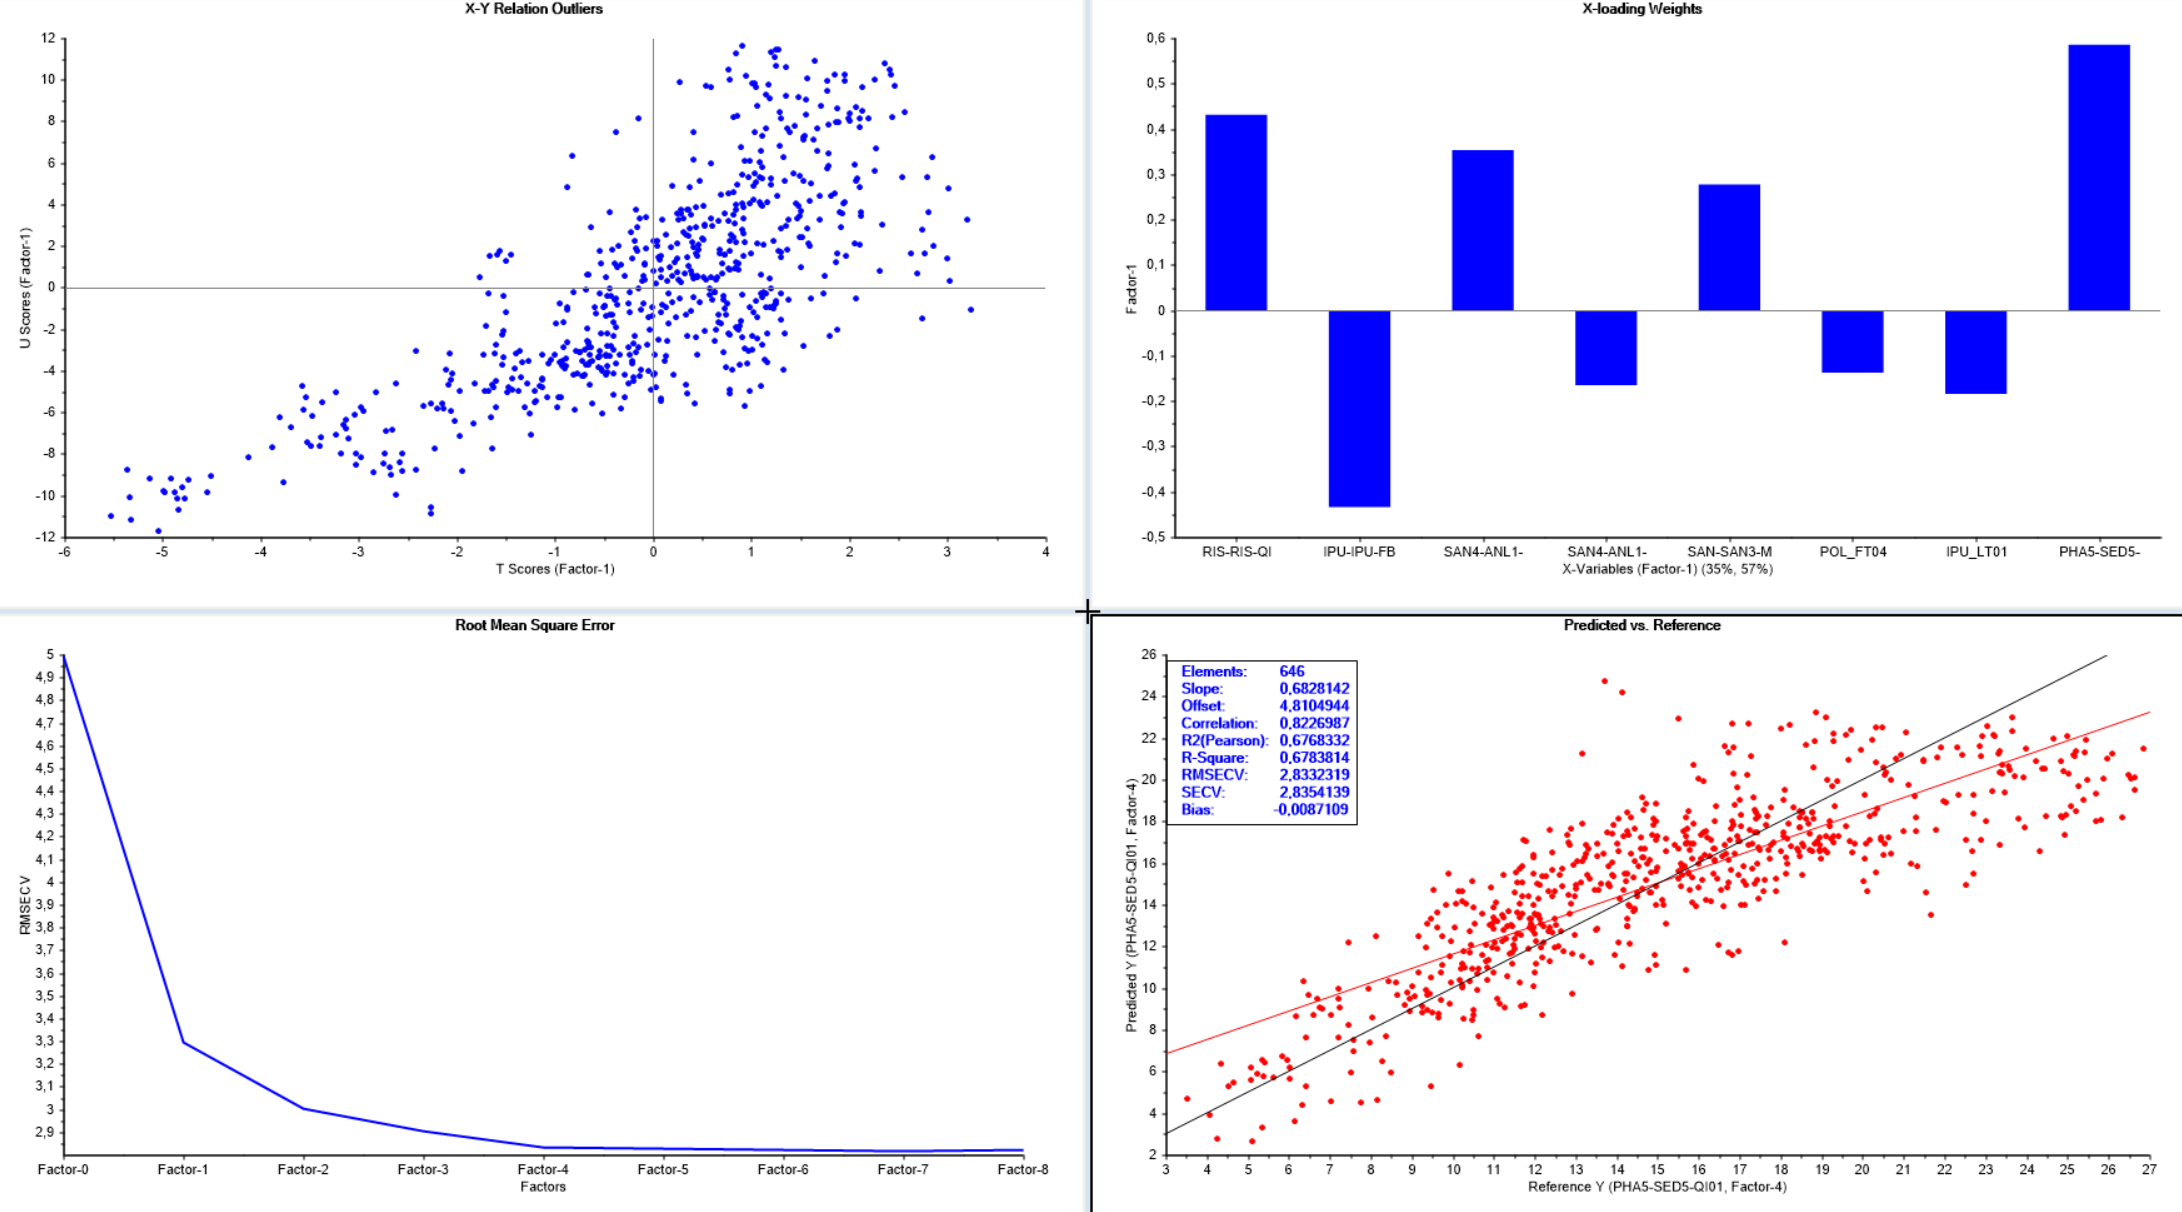 X-Y Relation Outliers
12
10
8
6
4
2
0
-2
-4
-6
-8
-10
-12
U Scores (Factor-1)
-6 -5 -4 -3 -2 -1 0 1 2 3 4
T Scores (Factor-1)
X-loading Weights
0,6
0,5
0,4
0,3
0,2
0,1
0
-0,1
-0,2
-0,3
-0,4
-0,5
Factor-1
RIS-RIS-QI IPU-IPU-FB SAN4-ANL1- SAN4-ANL1- SAN-SAN3-M POL_FT04 IPU_LT01 PHA5-SED5-
X-Variables (Factor-1) (35%, 57%)
Root Mean Square Error
5
4,9
4,8
4,7
4,6
4,5
4,4
4,3
4,2
4,1
4
3,9
3,8
3,7
3,6
3,5
3,4
3,3
3,2
3,1
3
2,9
RMSECV
Factor-0 Factor-1 Factor-2 Factor-3 Factor-4 Factor-5 Factor-6 Factor-7 Factor-8
Factors
Predicted vs. Reference
Elements: 646
Slope: 0,6828142
Offset: 4,8104944
Correlation: 0,8226987
R2(Pearson): 0,6768332
R-Square: 0,6783814
RMSECV: 2,8332319
SECV: 2,8354139
Bias: -0,0087109
26
24
22
20
18
16
14
12
10
8
6
4
2
Predicted Y (PHA5-SED5-QI01, Factor-4)
3 4 5 6 7 8 9 10 11 12 13 14 15 16 17 18 19 20 21 22 23 24 25 26 27
Reference Y (PHA5-SED5-QI01, Factor-4)